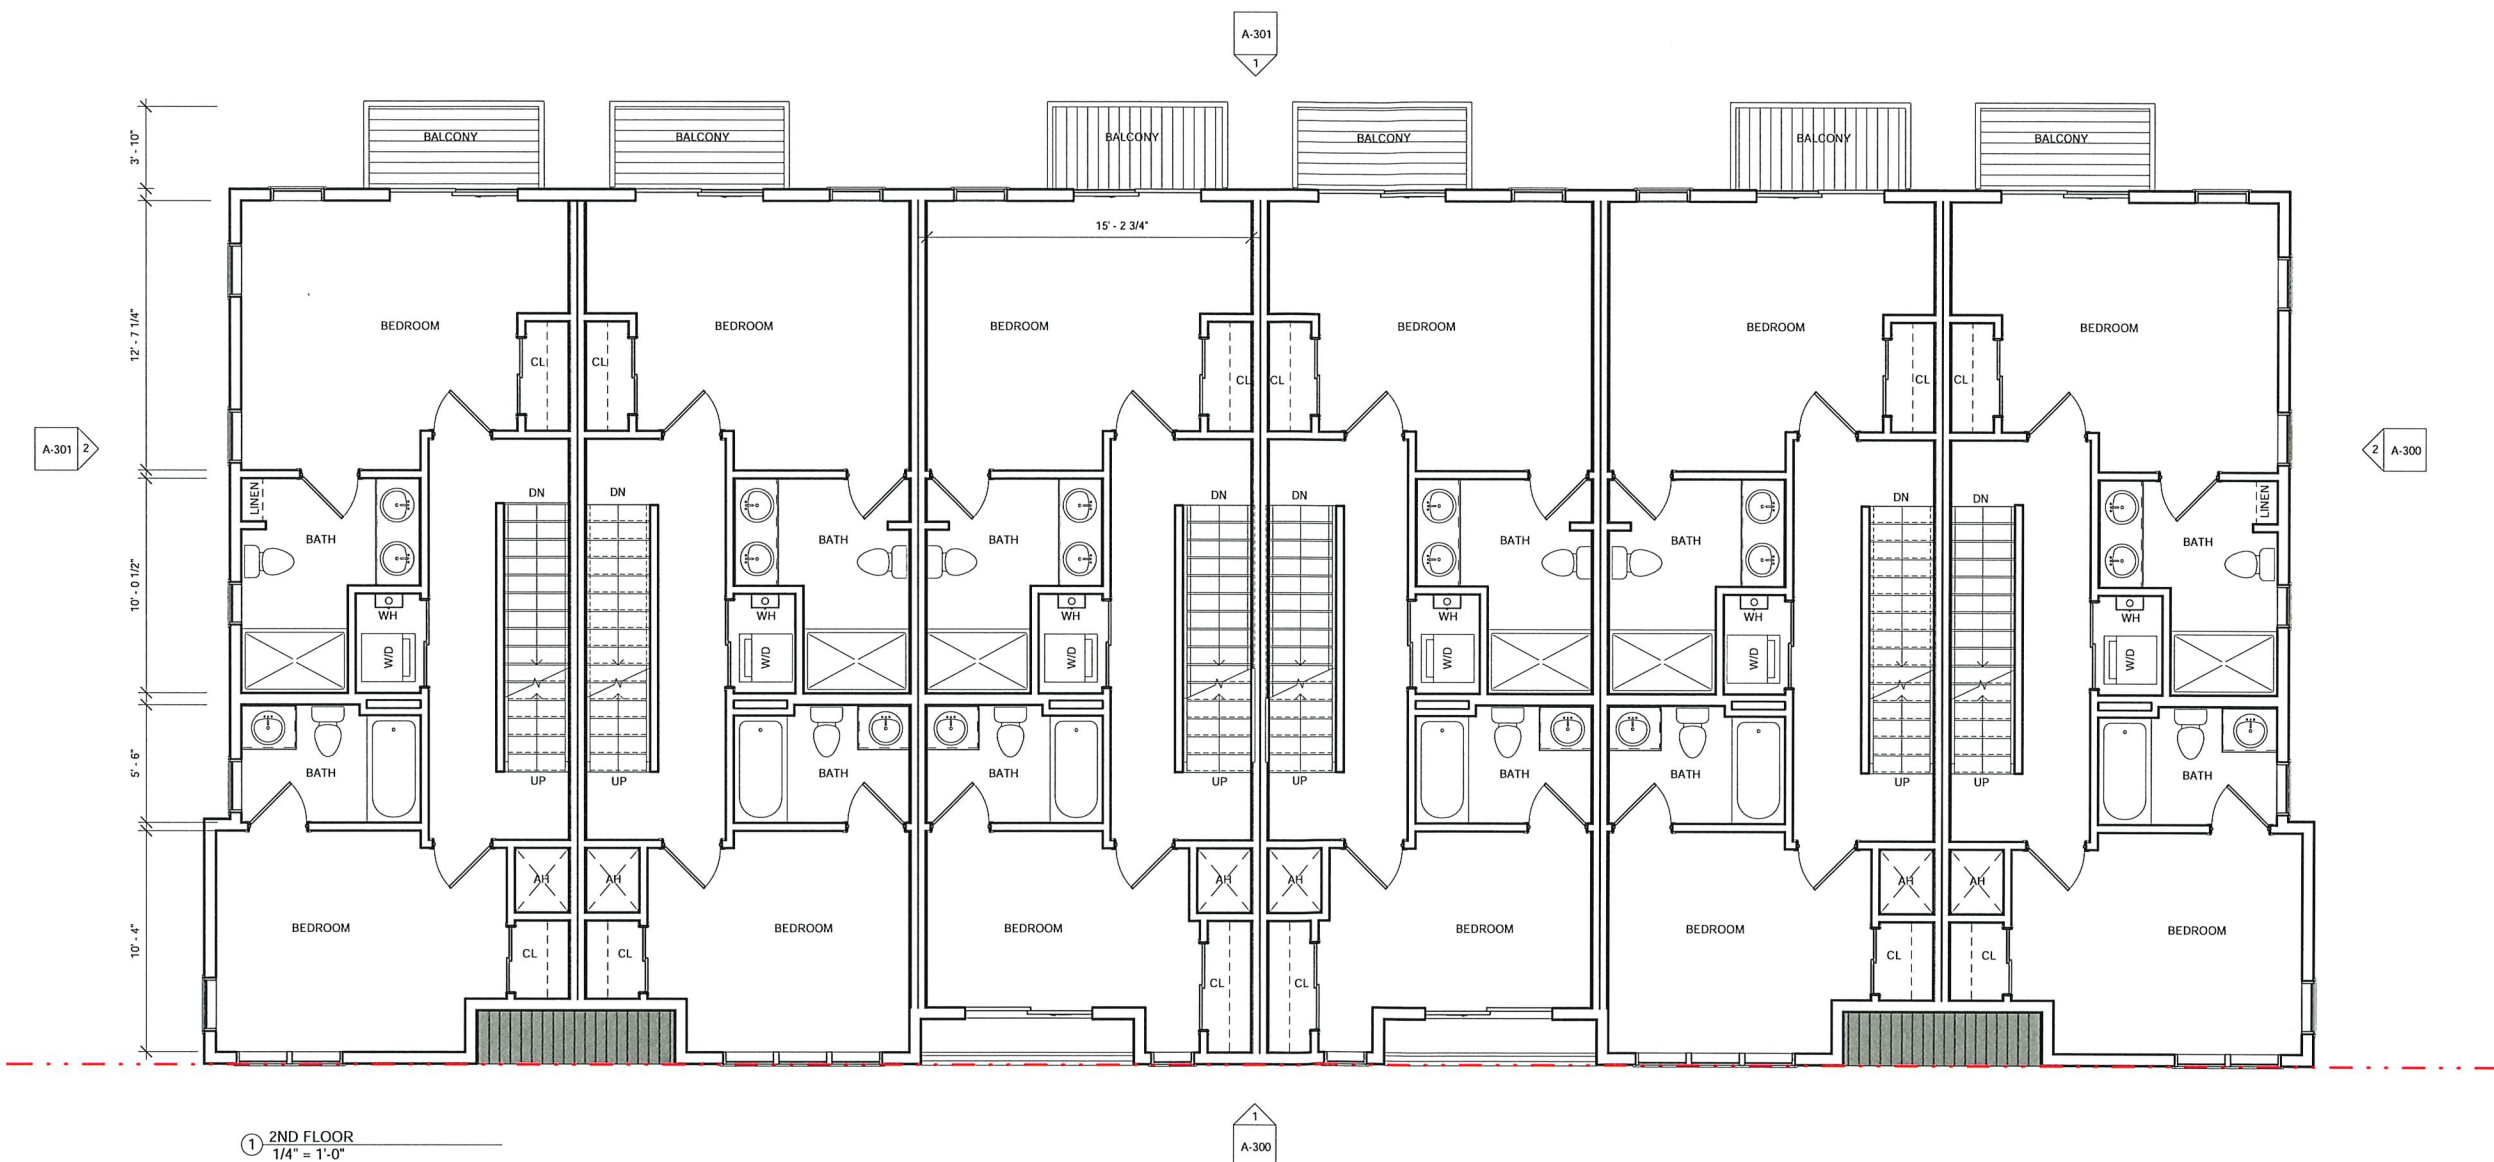 A-301
1
BALCONY
BALCONY
BALCONY
BALCONY
BALCONY
BALCONY
3' - 10"
15' - 2 3/4"
12' - 7 1/4"
BEDROOM
BEDROOM
BEDROOM
BEDROOM
BEDROOM
BEDROOM
CL
CL
CL
CL
CL
CL
A-301
2
2
A-300
LINEN
DN
DN
DN
DN
DN
DN
LINEN
10' - 0 1/2"
BATH
BATH
BATH
BATH
BATH
BATH
WH
WH
WH
WH
WH
WH
W/D
W/D
W/D
W/D
W/D
W/D
5' - 6"
BATH
BATH
BATH
BATH
BATH
BATH
UP
UP
UP
UP
UP
UP
AH
AH
AH
AH
AH
AH
10' - 4"
BEDROOM
BEDROOM
BEDROOM
BEDROOM
BEDROOM
BEDROOM
CL
CL
CL
CL
CL
CL
1
A-300
1
2ND FLOOR
1/4" = 1'-0"